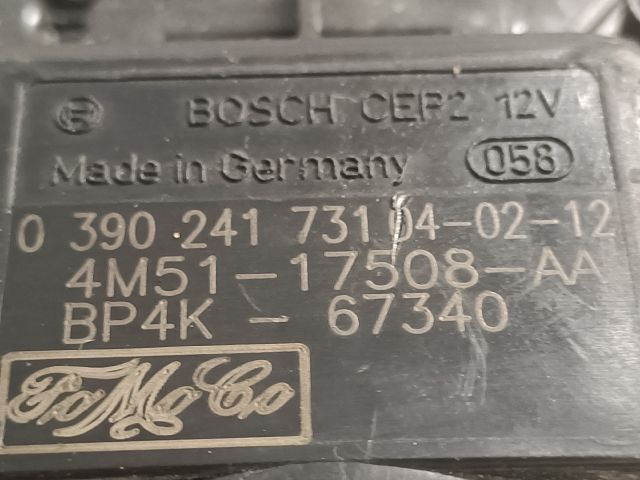 BOSCH CEP2 12V
Made in Germany 058
0 390 241 731 04-02-12
4M51-17508-AA
BP4K - 67340
FoMoCo